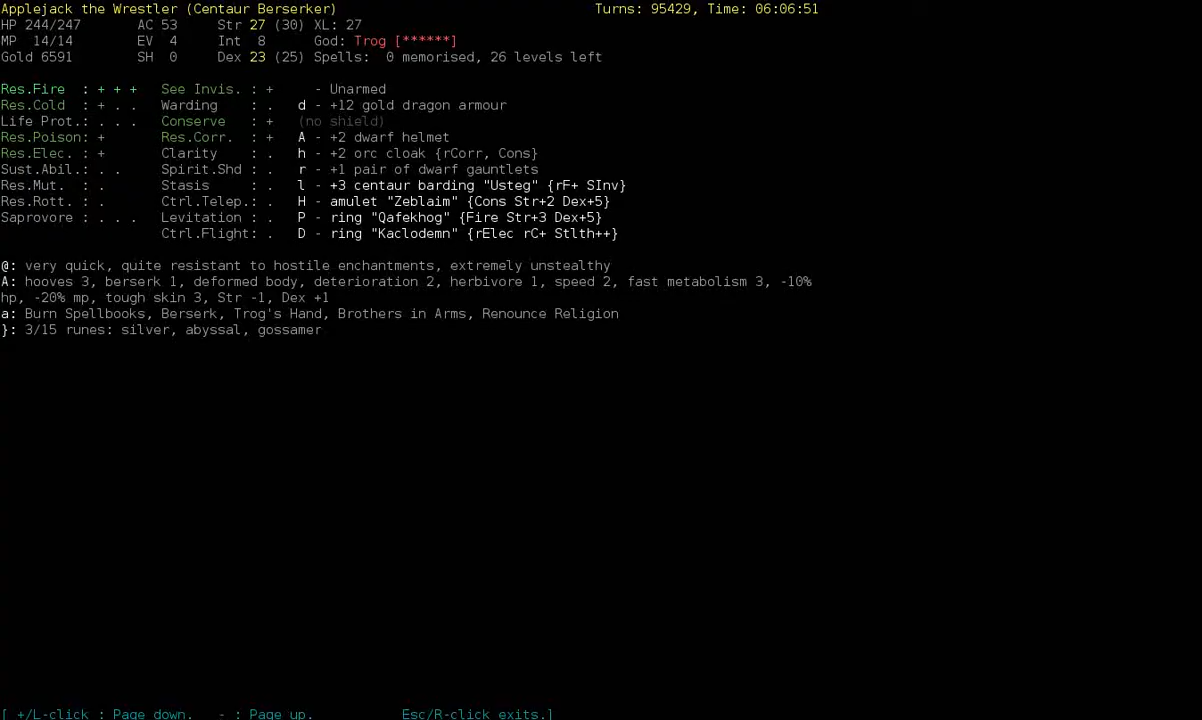 Applejack the Wrestler (Centaur Berserker) Turns: 95429, Time: 06:06:51
HP 244/247 AC 53 Str 27 (30) XL: 27
MP 14/14 EV 4 Int 8 God: Trog [******]
Gold 6591 SH 0 Dex 23 (25) Spells: 0 memorised, 26 levels left
Res.Fire : + + + See Invis. : + - Unarmed
Res.Cold : + . . Warding : . d - +12 gold dragon armour
Life Prot.: . . . Conserve : + (no shield)
Res.Poison: + Res.Corr. : + A - +2 dwarf helmet
Res.Elec. : + Clarity : . h - +2 orc cloak {rCorr, Cons}
Sust.Abil.: . . Spirit.Shd : . r - +1 pair of dwarf gauntlets
Res.Mut. : . Stasis : . l - +3 centaur barding "Usteg" {rF+ SInv}
Res.Rott. : . Ctrl.Telep.: . H - amulet "Zeblaim" {Cons Str+2 Dex+5}
Saprovore : . . . Levitation : . P - ring "Qafekhog" {Fire Str+3 Dex+5}
Ctrl.Flight: . D - ring "Kaclodemn" {rElec rC+ Stlth++}
@: very quick, quite resistant to hostile enchantments, extremely unstealthy
A: hooves 3, berserk 1, deformed body, deterioration 2, herbivore 1, speed 2, fast metabolism 3, -10%
hp, -20% mp, tough skin 3, Str -1, Dex +1
a: Burn Spellbooks, Berserk, Trog's Hand, Brothers in Arms, Renounce Religion
}: 3/15 runes: silver, abyssal, gossamer
[ +/L-click : Page down. - : Page up. Esc/R-click exits.]